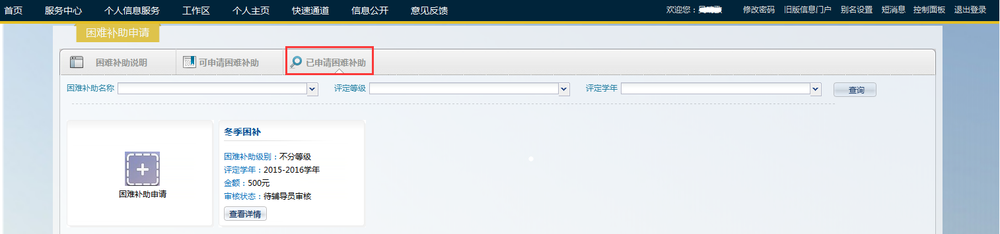 首页 服务中心 个人信息服务 工作区 个人主页 快速通道 信息公开 意见反馈 欢迎您： 修改密码 旧版信息门户 别名设置 短消息 控制面板 退出登录
困难补助申请
困难补助说明 可申请困难补助 已申请困难补助
困难补助名称 评定等级 评定学年 查询
冬季困补
困难补助级别：不分等级
评定学年：2015-2016学年
金额：500元
审核状态：待辅导员审核
查看详情
困难补助申请